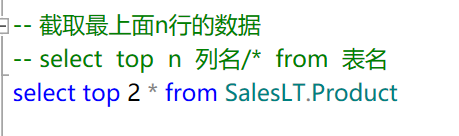 -- 截取最上面n行的数据
-- select  top  n  列名/*  from  表名
select top 2 * from SalesLT.Product